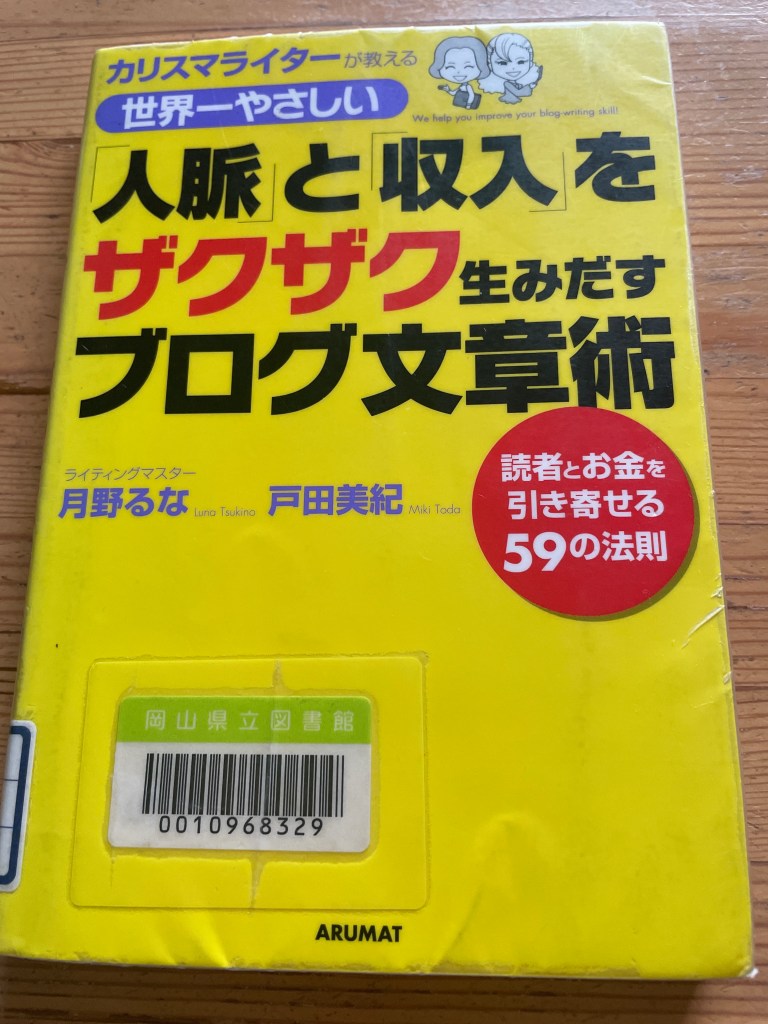 カリスマライターが教える
世界一やさしい
We help you improve your blog-writing skill!
「人脈」と「収入」を
ザクザク生みだす
ブログ文章術
ライティングマスター
月野るな Luna Tsukino 戸田美紀 Miki Toda
読者とお金を
引き寄せる
59の法則
岡山県立図書館
0010968329
ARUMAT